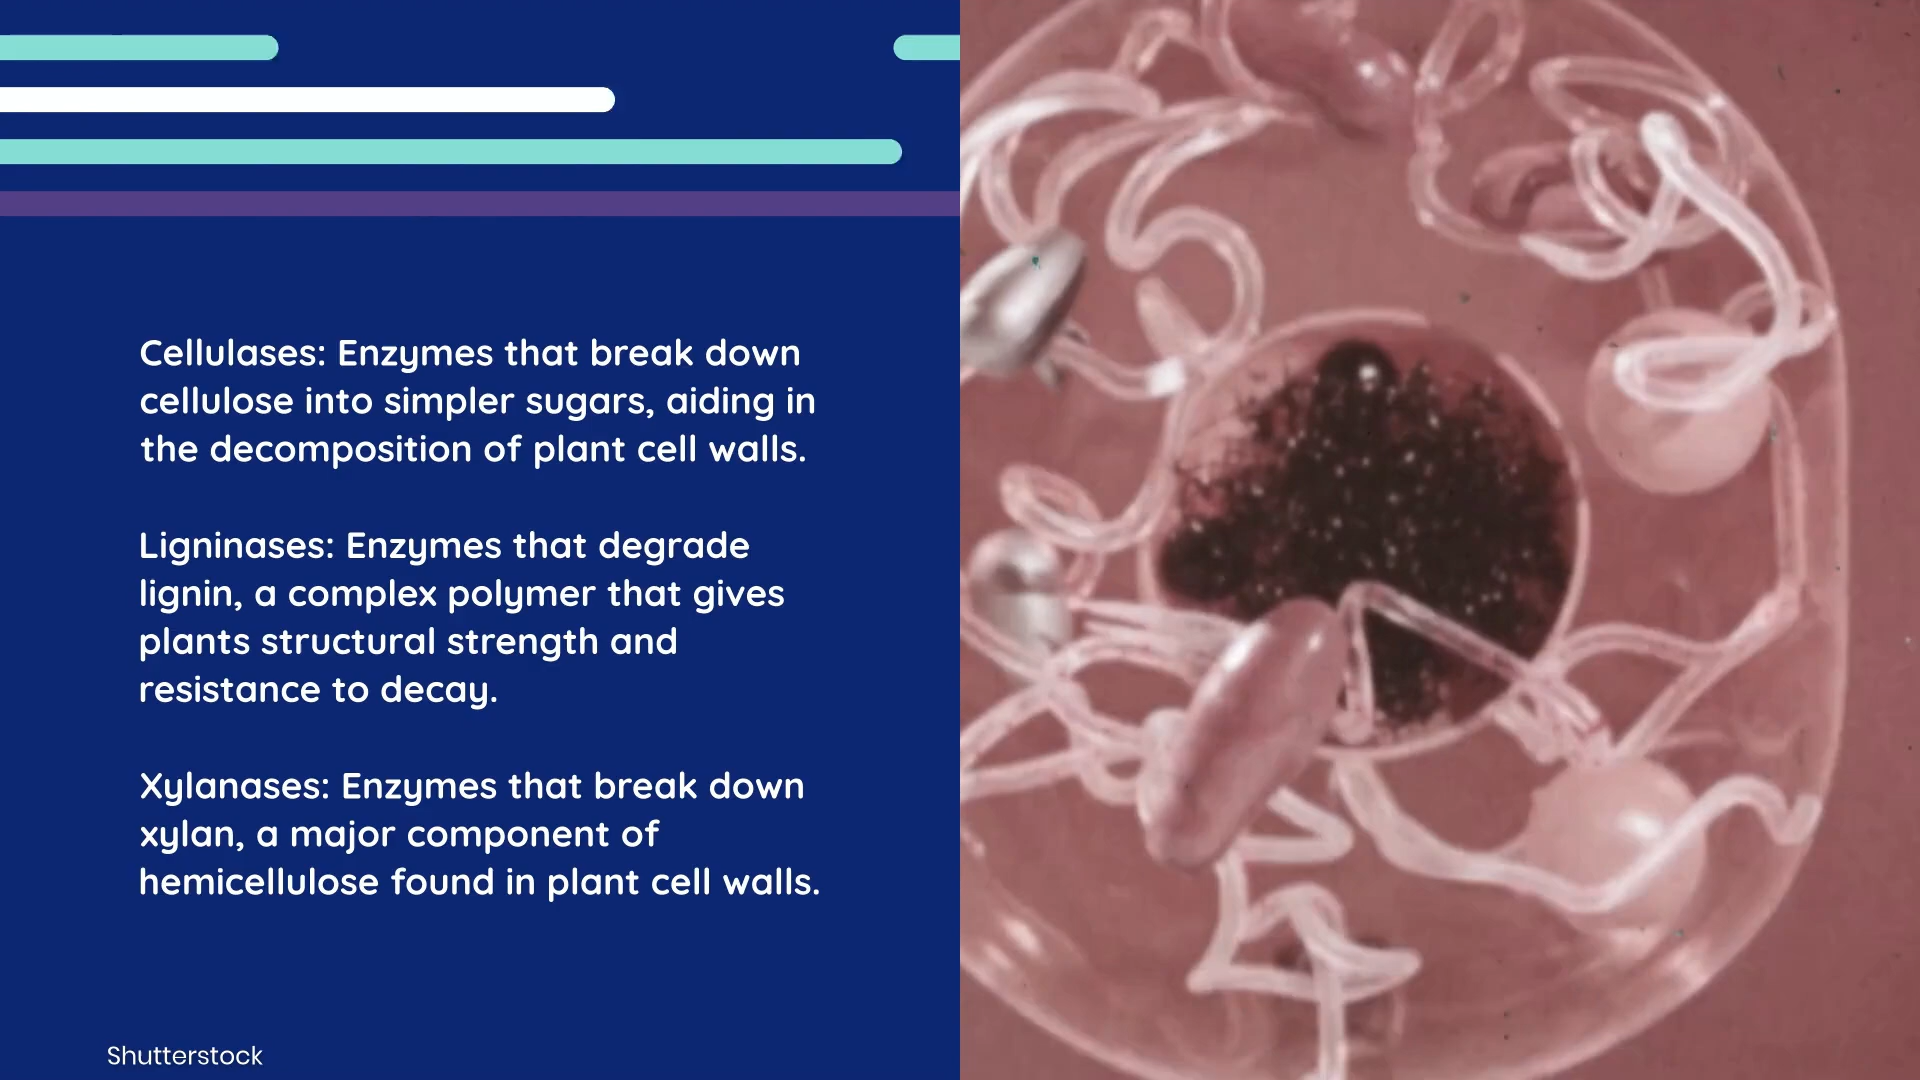 Cellulases: Enzymes that break down
cellulose into simpler sugars, aiding in
the decomposition of plant cell walls.
Ligninases: Enzymes that degrade
lignin, a complex polymer that gives
plants structural strength and
resistance to decay.
Xylanases: Enzymes that break down
xylan, a major component of
hemicellulose found in plant cell walls.
Shutterstock